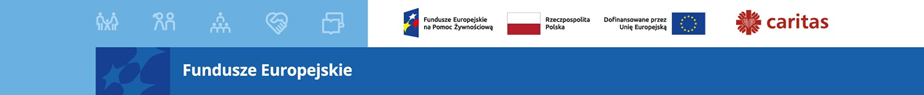 Fundusze Europejskie
na Pomoc Żywnościową
Rzeczpospolita
Polska
Dofinansowane przez
Unię Europejską
caritas
Fundusze Europejskie